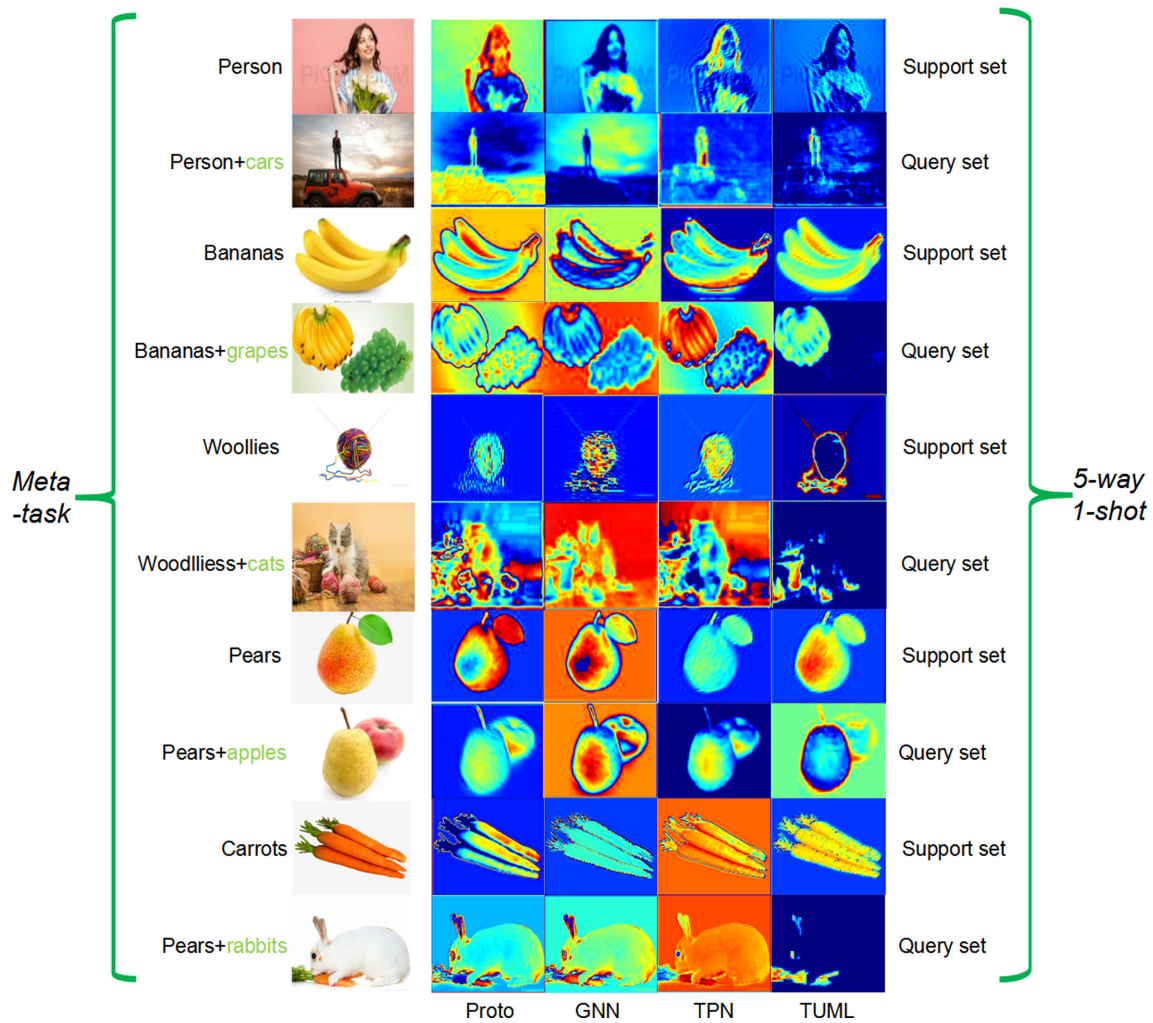 Person
Support set
Person+cars
Query set
Bananas
Support set
Bananas+grapes
Query set
Woollies
Support set
Meta
-task
5-way
1-shot
Woodlliess+cats
Query set
Pears
Support set
Pears+apples
Query set
Carrots
Support set
Pears+rabbits
Query set
Proto GNN TPN TUML